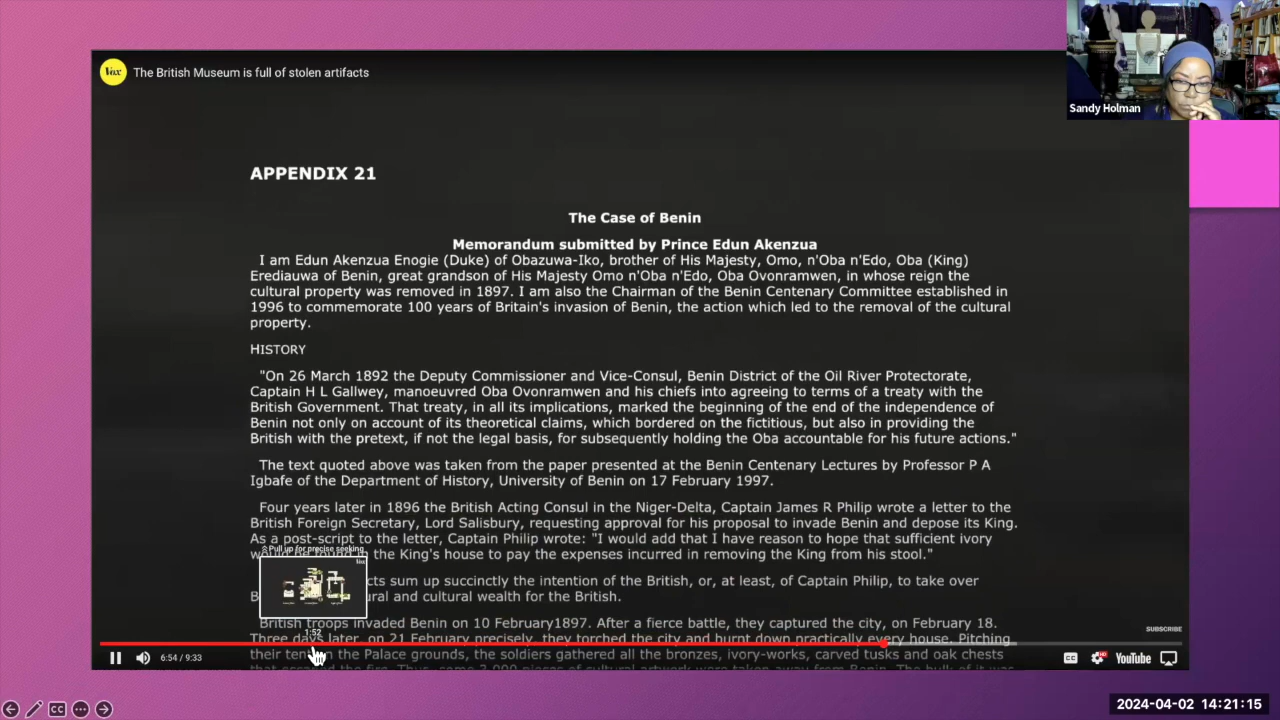 Vox
The British Museum is full of stolen artifacts
Sandy Holman
APPENDIX 21
The Case of Benin
Memorandum submitted by Prince Edun Akenzua
I am Edun Akenzua Enogie (Duke) of Obazuwa-Iko, brother of His Majesty, Omo, n'Oba n'Edo, Oba (King)
Erediauwa of Benin, great grandson of His Majesty Omo n'Oba n'Edo, Oba Ovonramwen, in whose reign the
cultural property was removed in 1897. I am also the Chairman of the Benin Centenary Committee established in
1996 to commemorate 100 years of Britain's invasion of Benin, the action which led to the removal of the cultural
property.
HISTORY
"On 26 March 1892 the Deputy Commissioner and Vice-Consul, Benin District of the Oil River Protectorate,
Captain H L Gallwey, manoeuvred Oba Ovonramwen and his chiefs into agreeing to terms of a treaty with the
British Government. That treaty, in all its implications, marked the beginning of the end of the independence of
Benin not only on account of its theoretical claims, which bordered on the fictitious, but also in providing the
British with the pretext, if not the legal basis, for subsequently holding the Oba accountable for his future actions."
The text quoted above was taken from the paper presented at the Benin Centenary Lectures by Professor P A
Igbafe of the Department of History, University of Benin on 17 February 1997.
Four years later in 1896 the British Acting Consul in the Niger-Delta, Captain James R Philip wrote a letter to the
British Foreign Secretary, Lord Salisbury, requesting approval for his proposal to invade Benin and depose its King.
As a post-script to the letter, Captain Philip wrote: "I would add that I have reason to hope that sufficient ivory
Pull up for precise seeking
in the King's house to pay the expenses incurred in removing the King from his stool."
Vox
cts sum up succinctly the intention of the British, or, at least, of Captain Philip, to take over
ural and cultural wealth for the British.
British troops invaded Benin on 10 February1897. After a fierce battle, they captured the city, on February 18.
1:52
SUBSCRIBE
Three days later, on 21 February precisely, they torched the city and burnt down practically every house. Pitching
their tent in the Palace grounds, the soldiers gathered all the bronzes, ivory-works, carved tusks and oak chests
6:54 / 9:33
CC
HD
YouTube
CC
2024-04-02 14:21:15